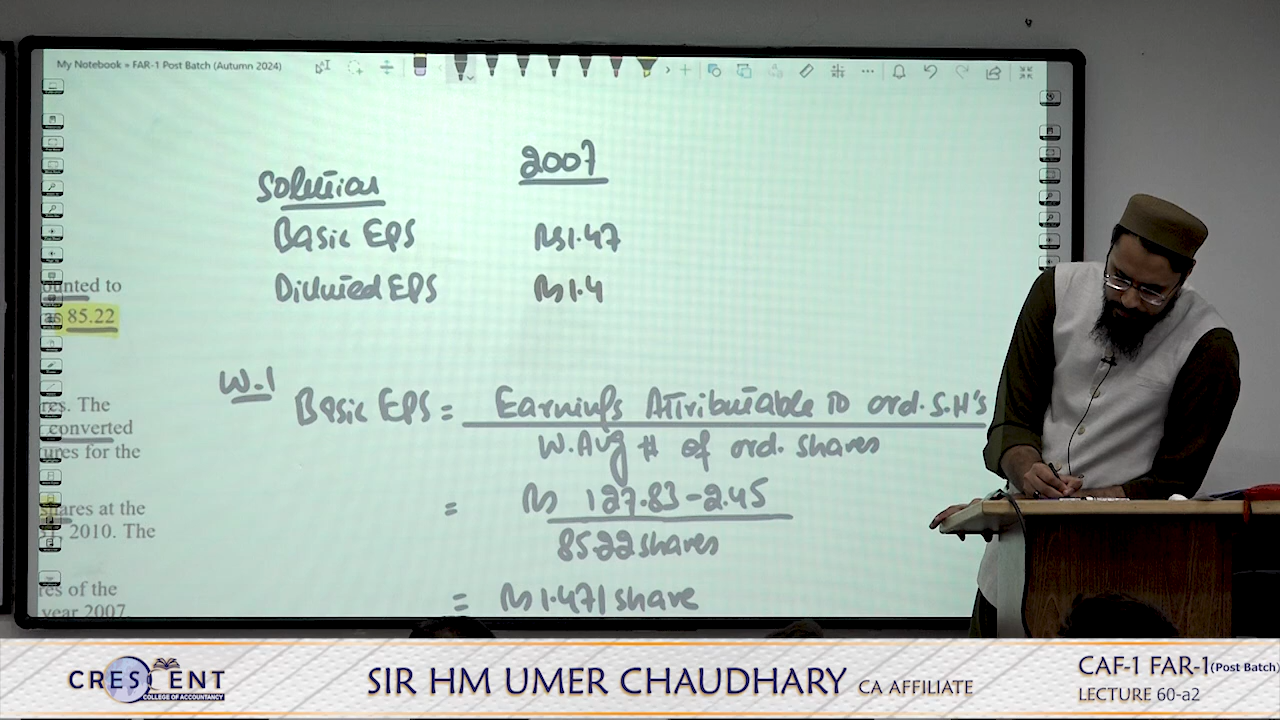 My Notebook » FAR-1 Post Batch (Autumn 2024)
2007
Solution
Basic EPS Rs1.47
Diluted EPS Rs1.4
ounted to
as 85.22
W.1
Basic EPS = Earnings Attributable to ord. S.H's
W.Avg # of ord. shares
res. The
converted
ures for the
= Rs 127.83-2.45
85.22 shares
shares at the
2010. The
= Rs 1.47/share
res of the
year 2007
CRESCENT
COLLEGE OF ACCOUNTANCY
SIR HM UMER CHAUDHARY CA AFFILIATE
CAF-1 FAR-1(Post Batch)
LECTURE 60-a2